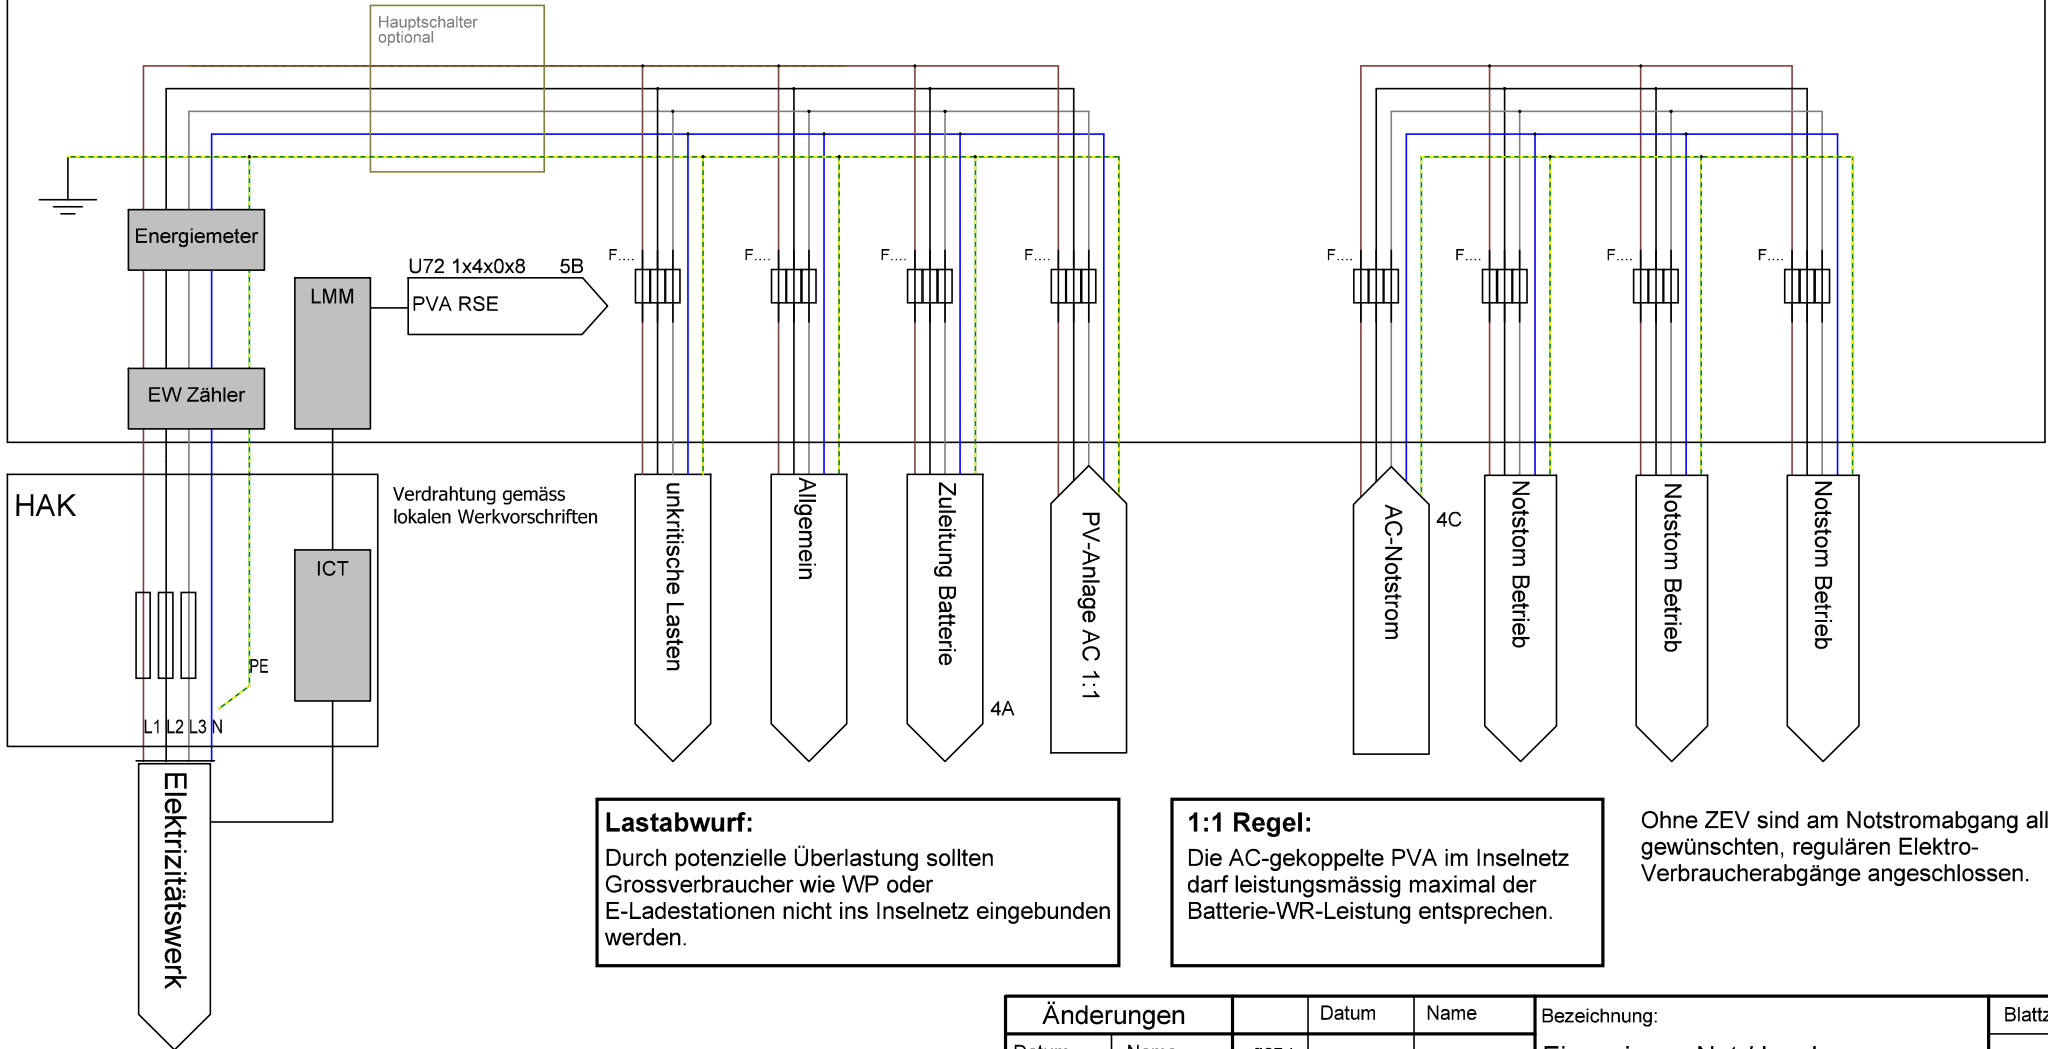 Hauptschalter
optional
Energiemeter
U72 1x4x0x8 5B
LMM
PVA RSE
EW Zähler
F....
F....
F....
F....
F....
F....
F....
F....
HAK
Verdrahtung gemäss
lokalen Werkvorschriften
ICT
PE
L1 L2 L3 N
Elektrizitätswerk
unkritische Lasten
Allgemein
Zuleitung Batterie
4A
PV-Anlage AC 1:1
AC-Notstrom
4C
Notstom Betrieb
Notstom Betrieb
Notstom Betrieb
Lastabwurf:
Durch potenzielle Überlastung sollten
Grossverbraucher wie WP oder
E-Ladestationen nicht ins Inselnetz eingebunden
werden.
1:1 Regel:
Die AC-gekoppelte PVA im Inselnetz
darf leistungsmässig maximal der
Batterie-WR-Leistung entsprechen.
Ohne ZEV sind am Notstromabgang all
gewünschten, regulären Elektro-
Verbraucherabgänge angeschlossen.
Änderungen
Datum Name
Bezeichnung:
Blattz
Datum Name